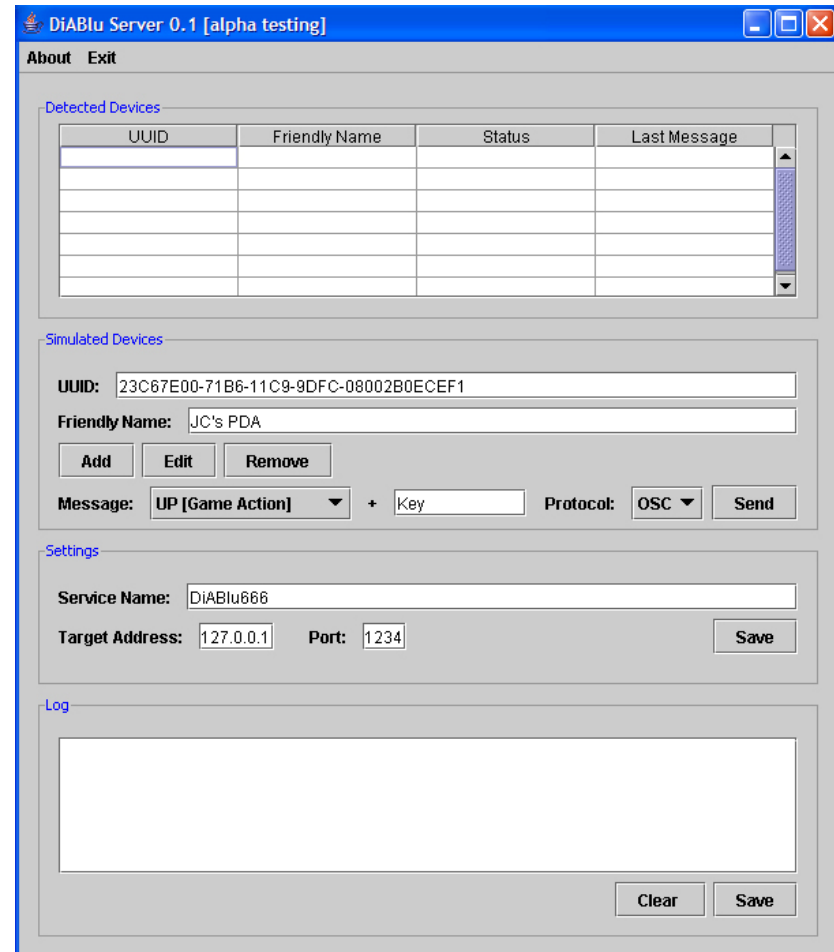 DiABlu Server 0.1 [alpha testing]
About Exit
Detected Devices
UUID Friendly Name Status Last Message
Simulated Devices
UUID: 23C67E00-71B6-11C9-9DFC-08002B0ECEF1
Friendly Name: JC's PDA
Add Edit Remove
Message: UP [Game Action] + Key Protocol: OSC Send
Settings
Service Name: DiABlu666
Target Address: 127.0.0.1 Port: 1234 Save
Log
Clear Save